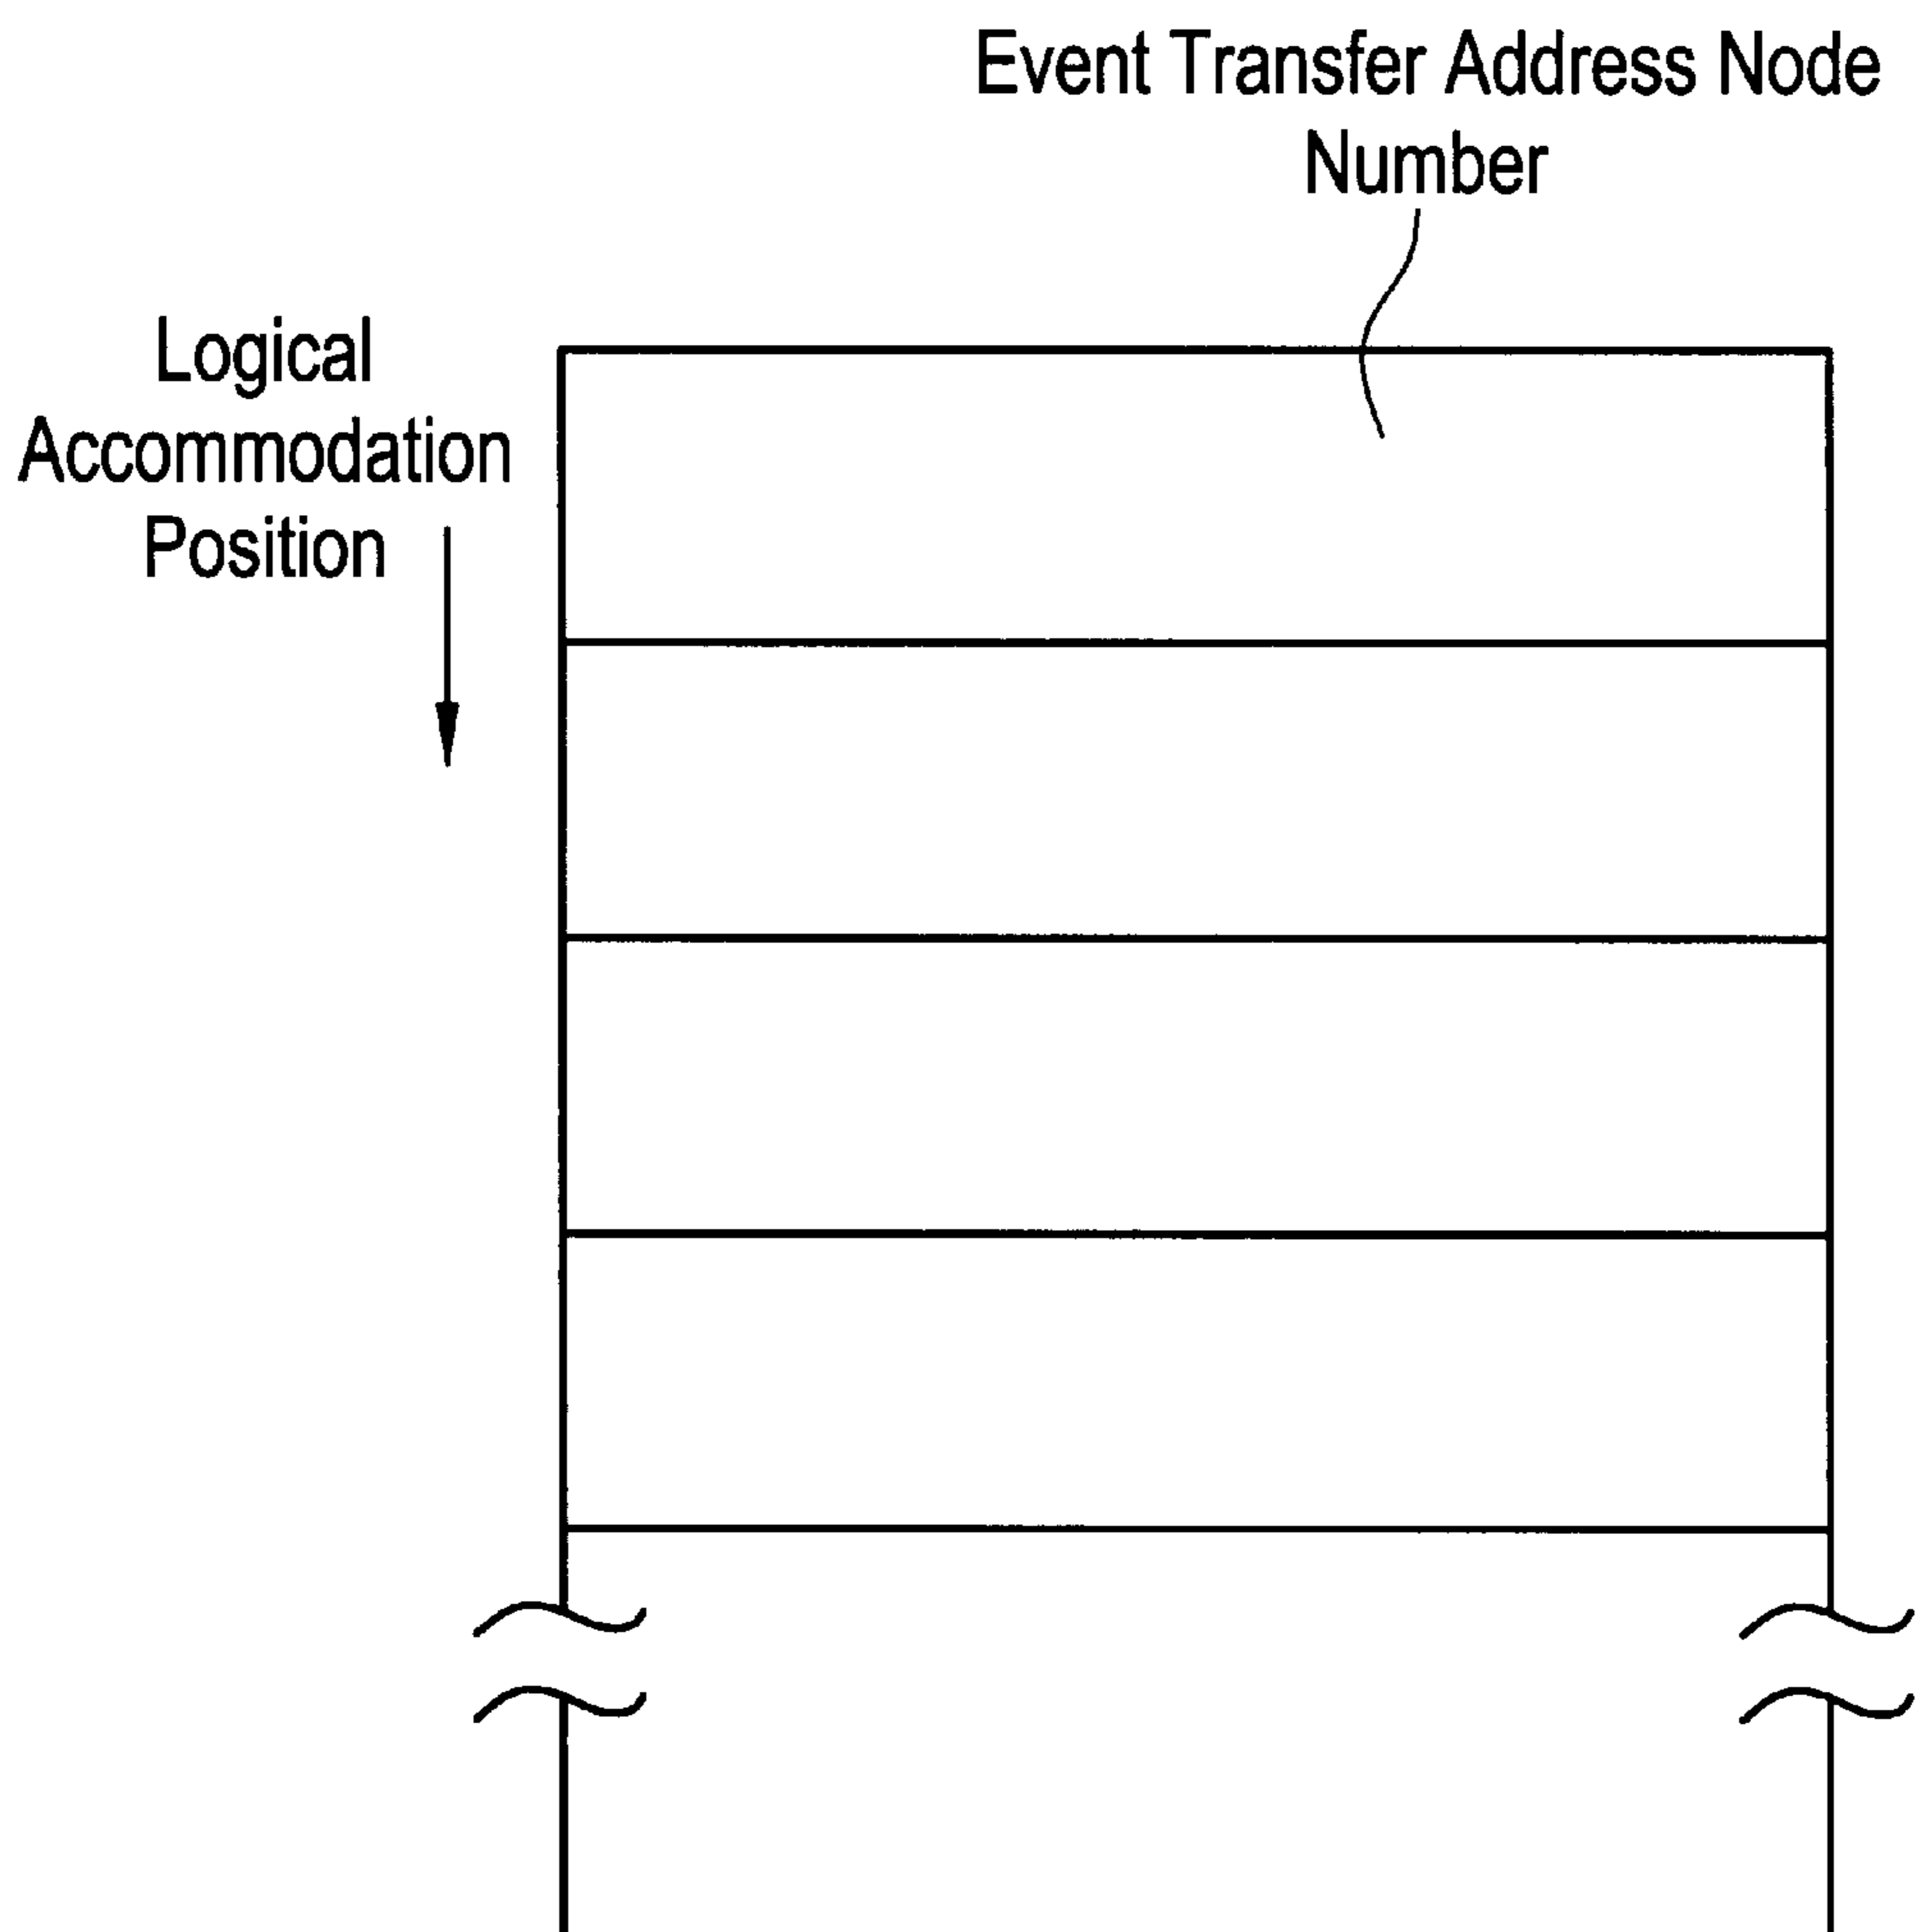 Event Transfer Address Node
Number
Logical
Accommodation
Position